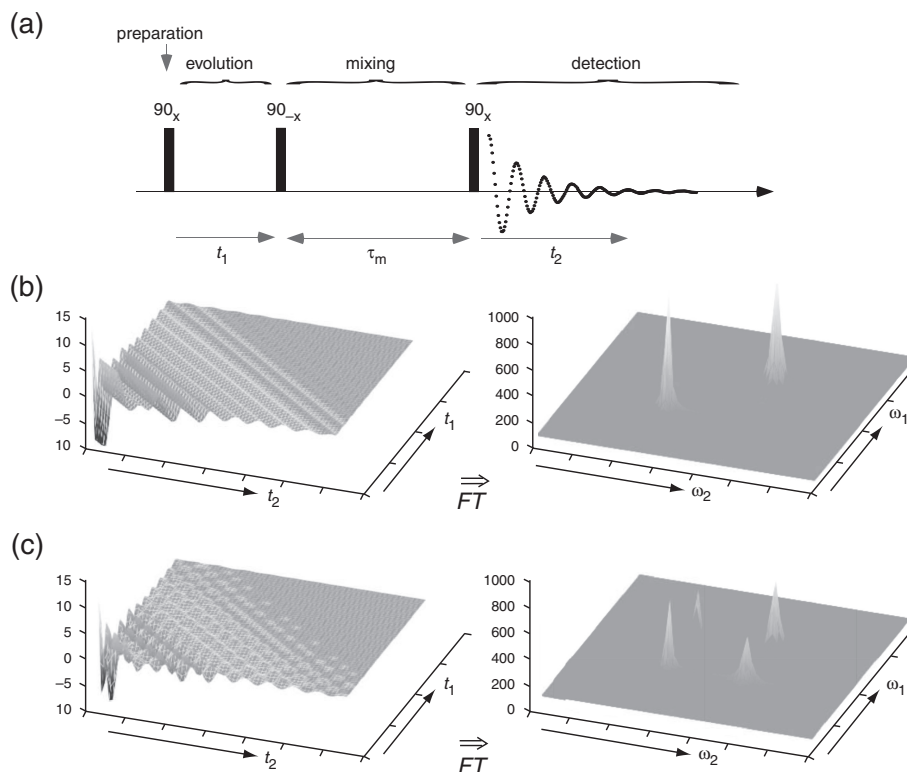 (a)
preparation
evolution mixing detection
90x 90–x 90x
t1 τm t2
(b)
15
10
5
0
–5
10
t1
t2
⇒
FT
1000
800
600
400
200
0
ω1
ω2
(c)
15
10
5
0
–5
10
t1
t2
⇒
FT
1000
800
600
400
200
0
ω1
ω2